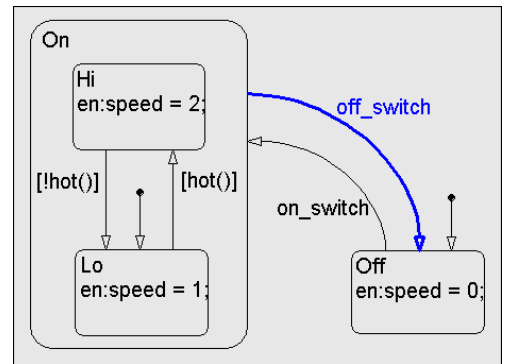 On
Hi
en:speed = 2;
off_switch
[!hot()]
[hot()]
on_switch
Lo
en:speed = 1;
Off
en:speed = 0;